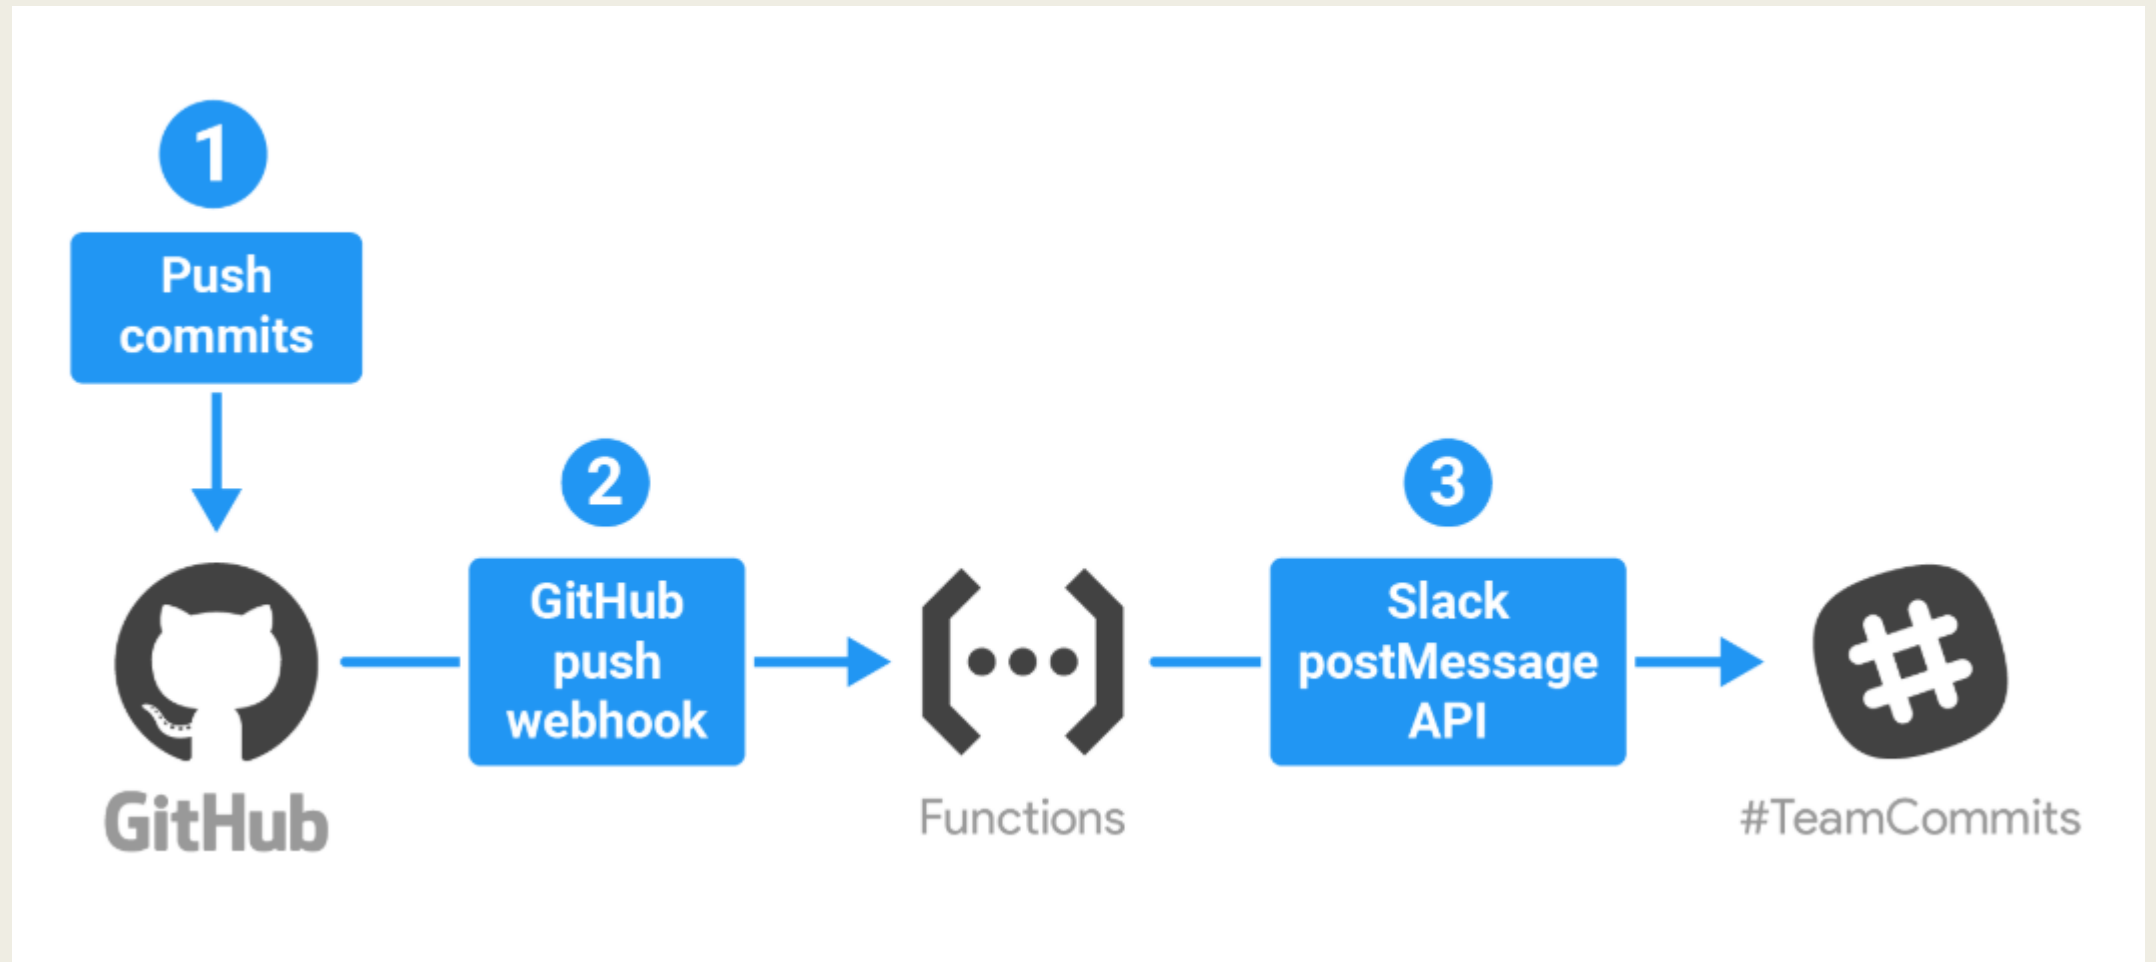 1
Push
commits
2
GitHub
push
webhook
3
Slack
postMessage
API
GitHub
Functions
#TeamCommits